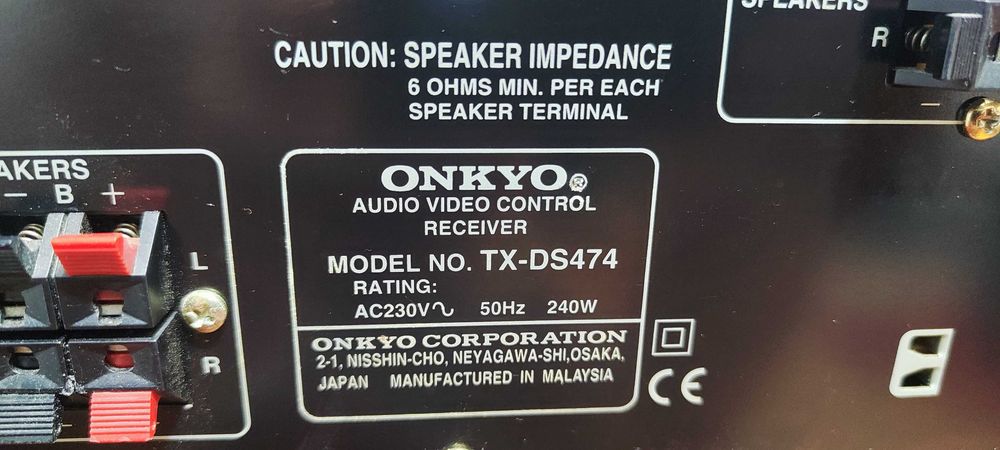 SPEAKERS
R
–
CAUTION: SPEAKER IMPEDANCE
6 OHMS MIN. PER EACH
SPEAKER TERMINAL
AKERS
– B +
L
R
ONKYO®
AUDIO VIDEO CONTROL
RECEIVER
MODEL NO. TX-DS474
RATING:
AC230V∿ 50Hz 240W
ONKYO CORPORATION
2-1, NISSHIN-CHO, NEYAGAWA-SHI,OSAKA,
JAPAN MANUFACTURED IN MALAYSIA
CE